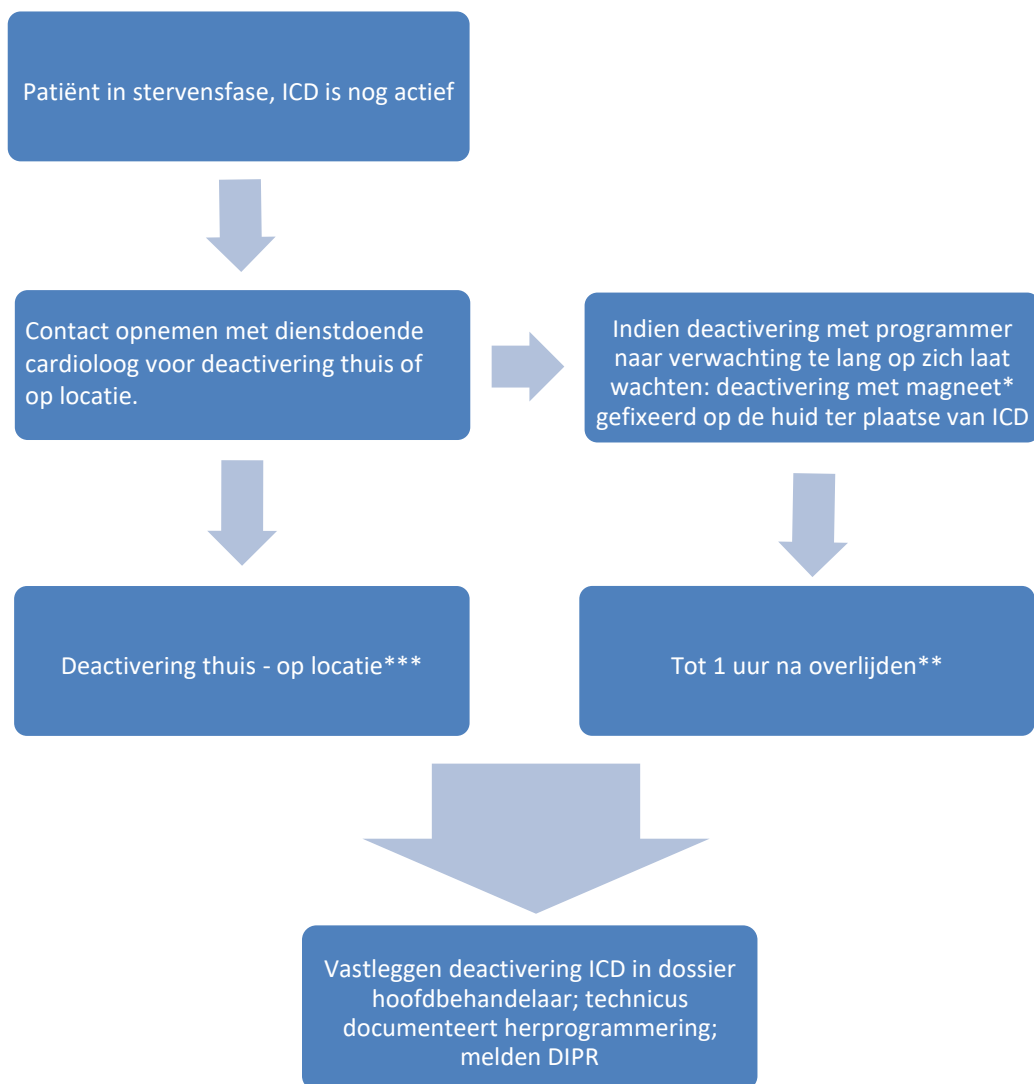 Patiënt in stervensfase, ICD is nog actief
Contact opnemen met dienstdoende
cardioloog voor deactivering thuis of
op locatie.
Indien deactivering met programmer
naar verwachting te lang op zich laat
wachten: deactivering met magneet*
gefixeerd op de huid ter plaatse van ICD
Deactivering thuis - op locatie***
Tot 1 uur na overlijden**
Vastleggen deactivering ICD in dossier
hoofdbehandelaar; technicus
documenteert herprogrammering;
melden DIPR